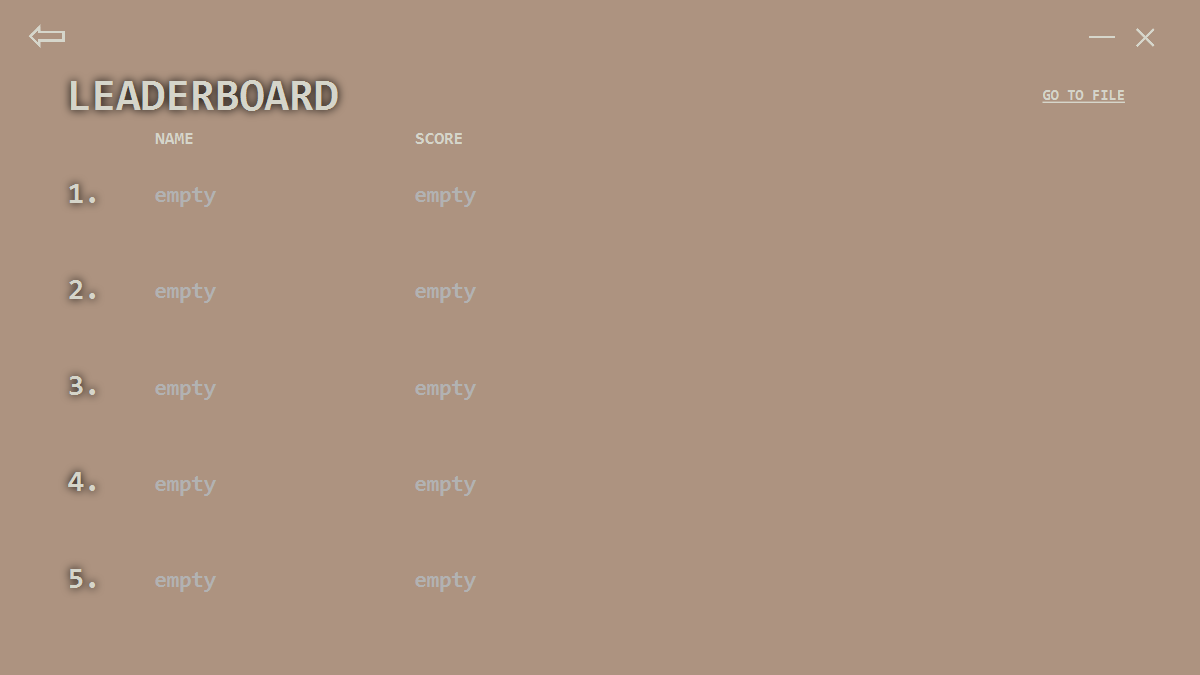 LEADERBOARD
GO TO FILE
NAME SCORE
1. empty empty
2. empty empty
3. empty empty
4. empty empty
5. empty empty